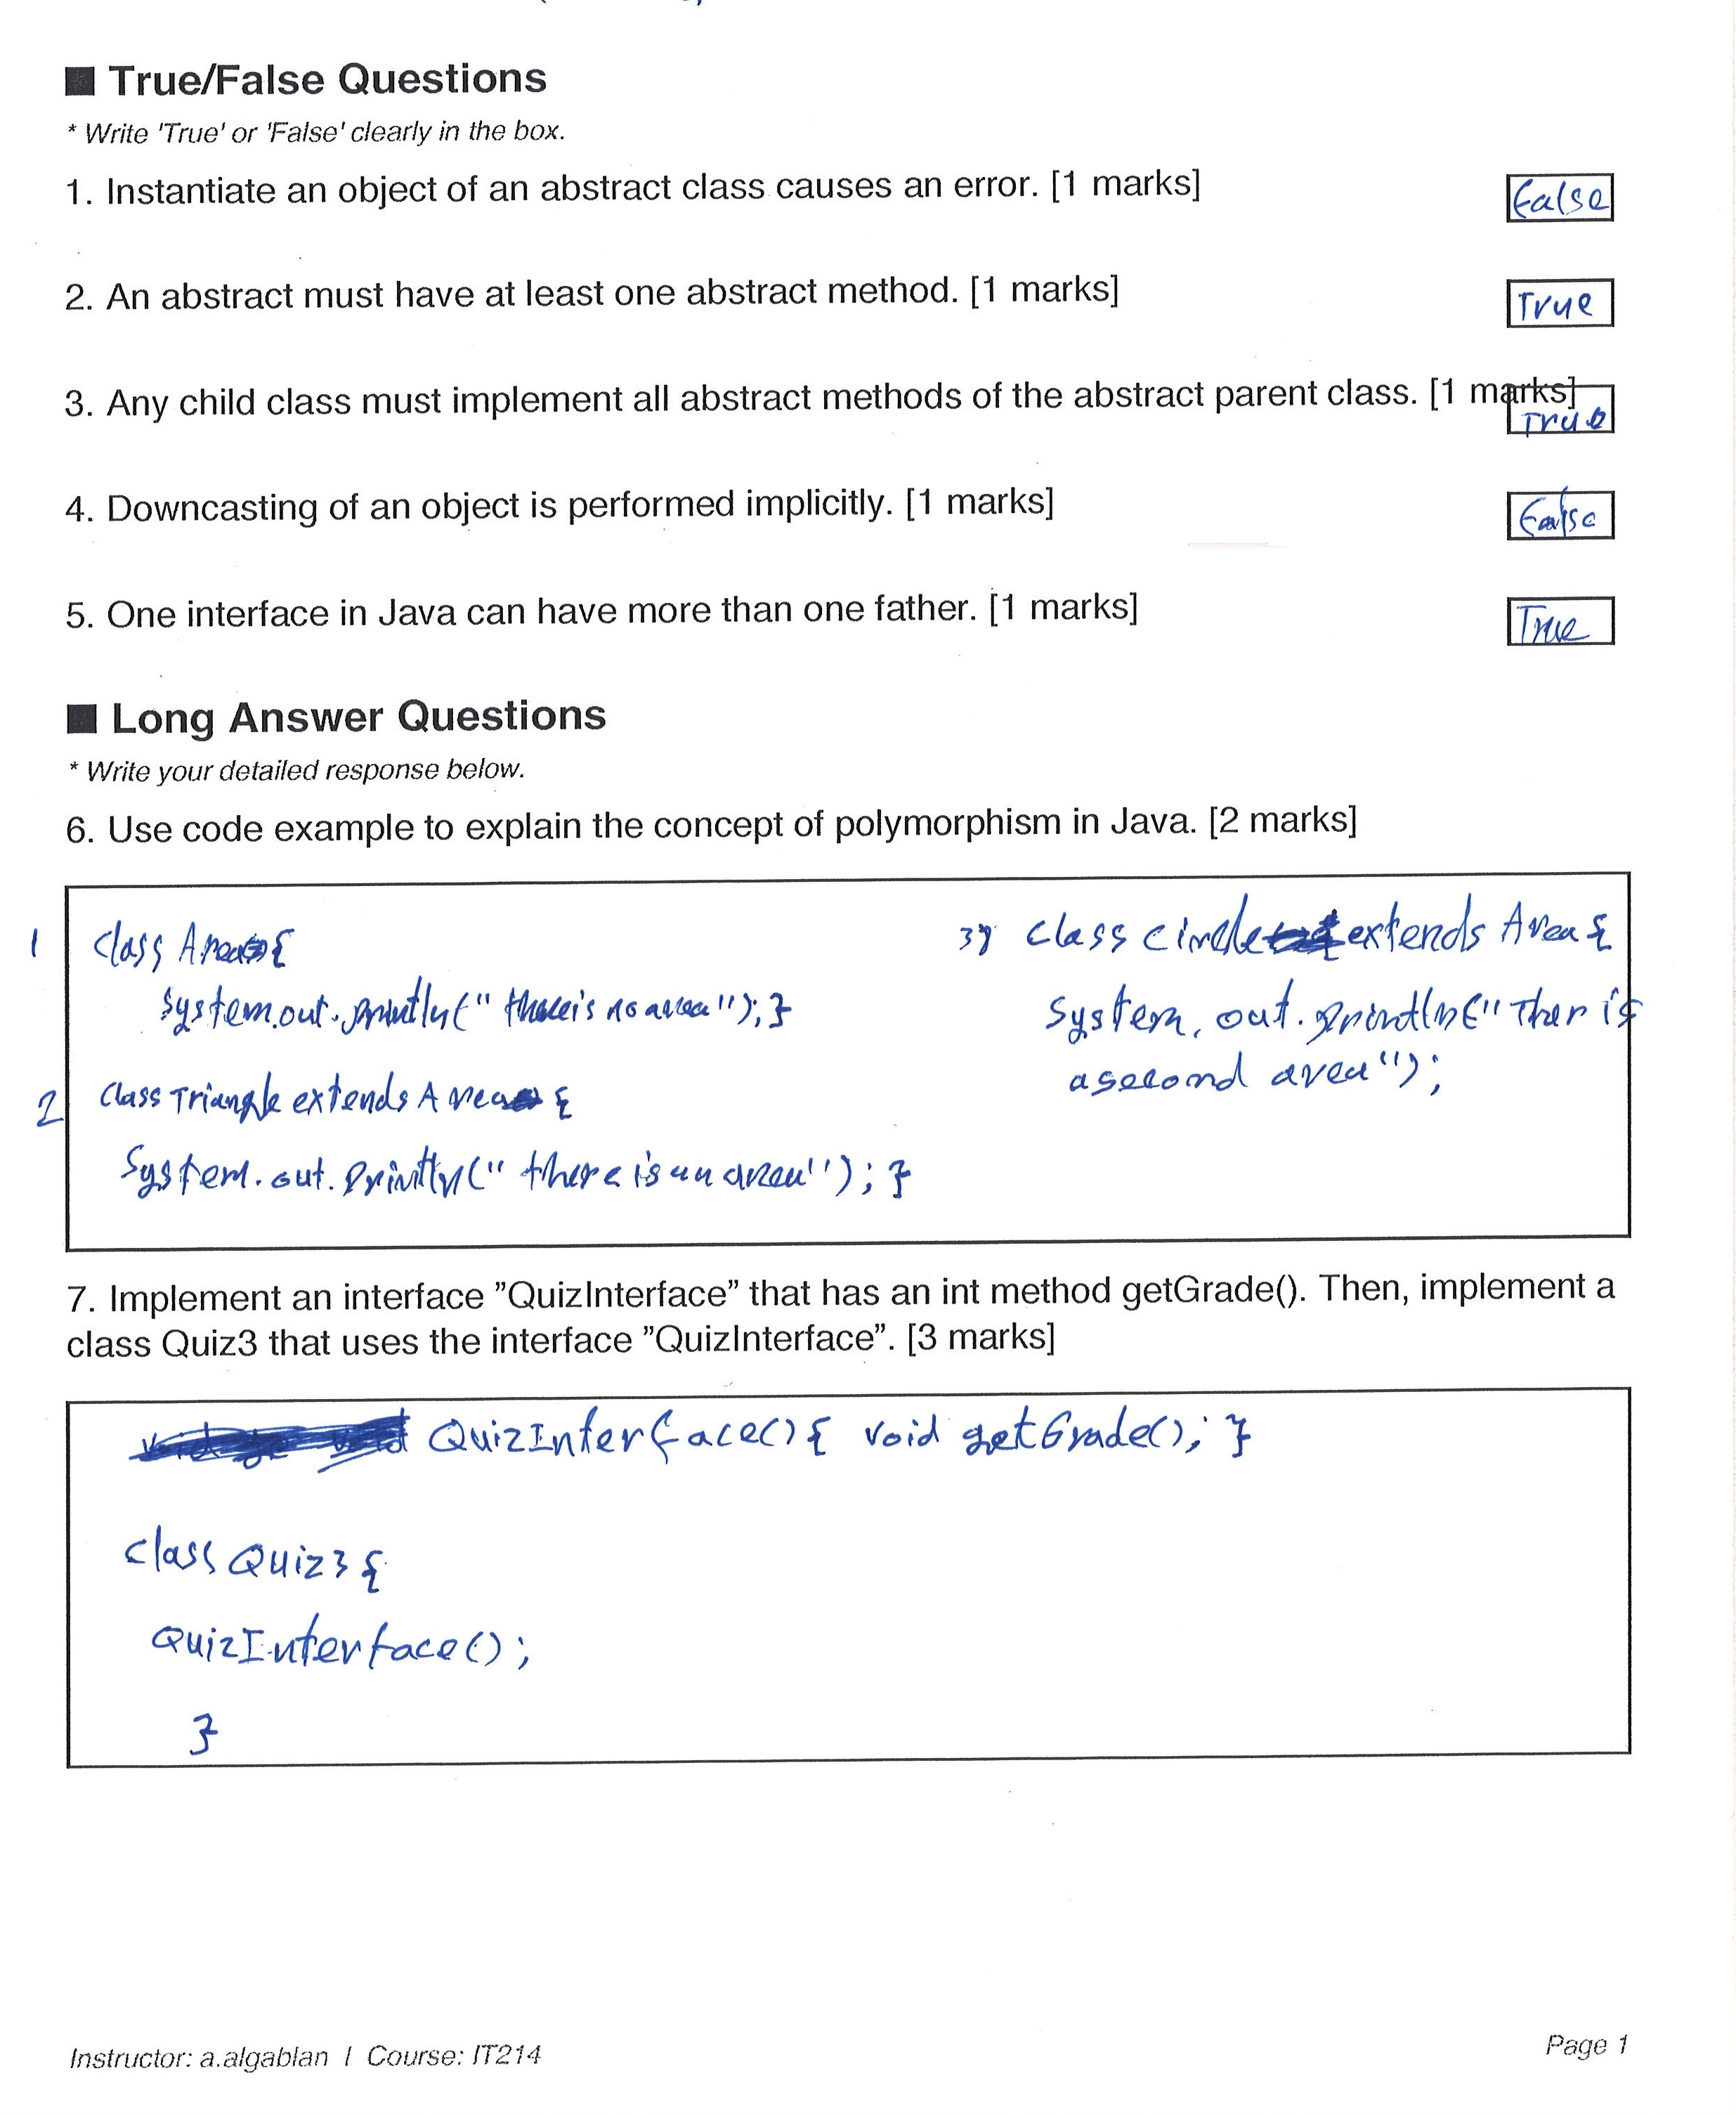 ■ True/False Questions
* Write 'True' or 'False' clearly in the box.
1. Instantiate an object of an abstract class causes an error. [1 marks]
False
2. An abstract must have at least one abstract method. [1 marks]
True
3. Any child class must implement all abstract methods of the abstract parent class. [1 marks]
True
4. Downcasting of an object is performed implicitly. [1 marks]
False
5. One interface in Java can have more than one father. [1 marks]
True
■ Long Answer Questions
* Write your detailed response below.
6. Use code example to explain the concept of polymorphism in Java. [2 marks]
1 class Area {
System.out.println(" there is no area "); }
2 Class Triangle extends Area {
System.out.println(" there is an area"); }
3) class circle extends Area {
System.out.println(" Ther is
a second area");
7. Implement an interface ”QuizInterface” that has an int method getGrade(). Then, implement a
class Quiz3 that uses the interface ”QuizInterface”. [3 marks]
QuizInterface() { void getGrade(); }
class Quiz3 {
QuizInterface();
}
Instructor: a.algablan / Course: IT214
Page 1